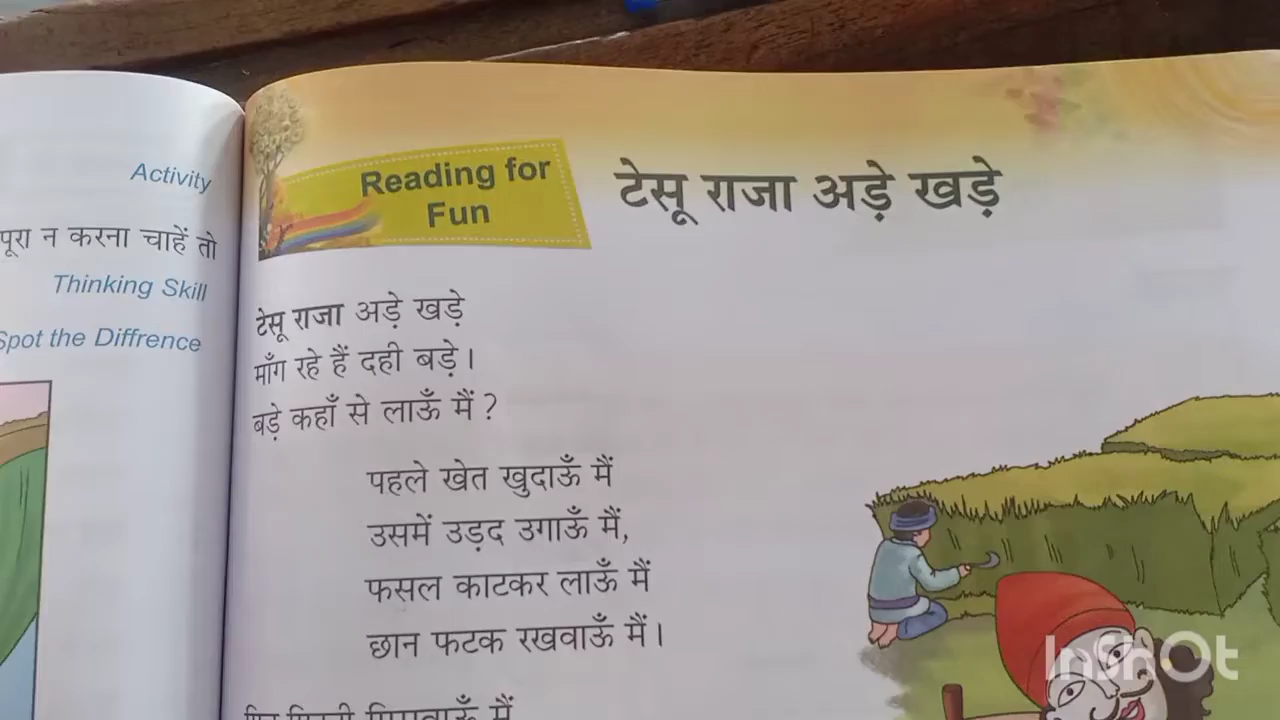 Activity
पूरा न करना चाहें तो
Thinking Skill
Spot the Diffrence
Reading for
Fun
टेसू राजा अड़े खड़े
टेसू राजा अड़े खड़े
माँग रहे हैं दही बड़े।
बड़े कहाँ से लाऊँ मैं ?
पहले खेत खुदाऊँ मैं
उसमें उड़द उगाऊँ मैं,
फसल काटकर लाऊँ मैं
छान फटक रखवाऊँ मैं।
मैं
InShOt